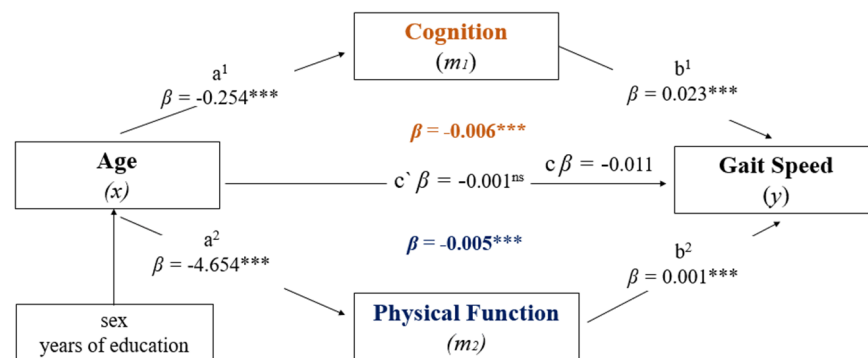 Cognition
(m₁)
a¹
β = -0.254***
b¹
β = 0.023***
β = -0.006***
Age
(x)
c` β = -0.001ⁿˢ
c β = -0.011
Gait Speed
(y)
a²
β = -4.654***
β = -0.005***
b²
β = 0.001***
sex
years of education
Physical Function
(m₂)